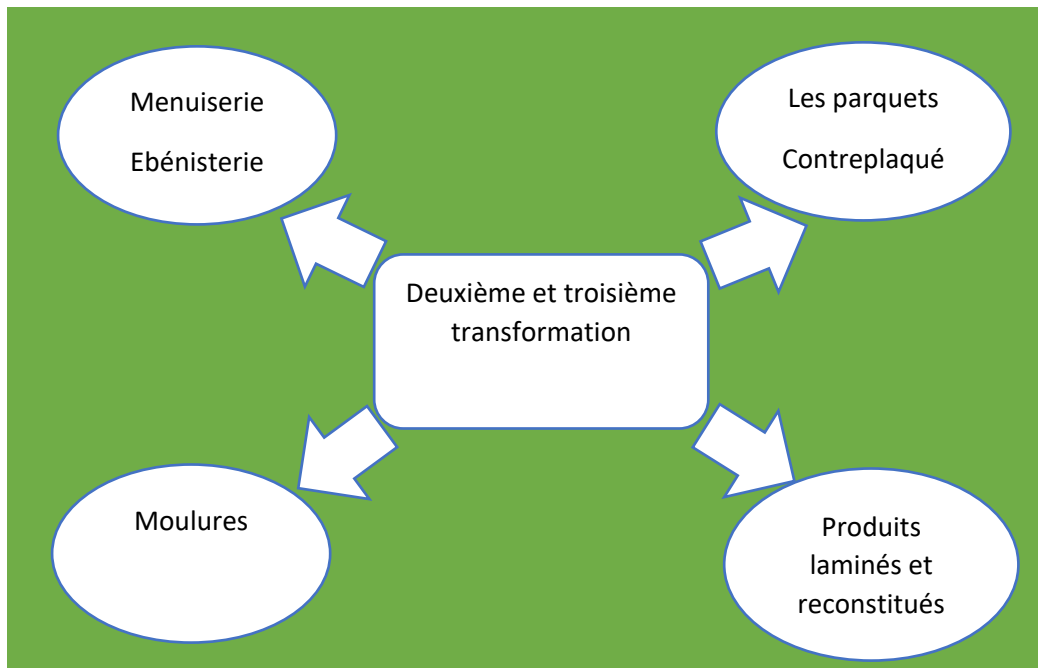 Menuiserie
Ebénisterie
Les parquets
Contreplaqué
Deuxième et troisième
transformation
Moulures
Produits
laminés et
reconstitués